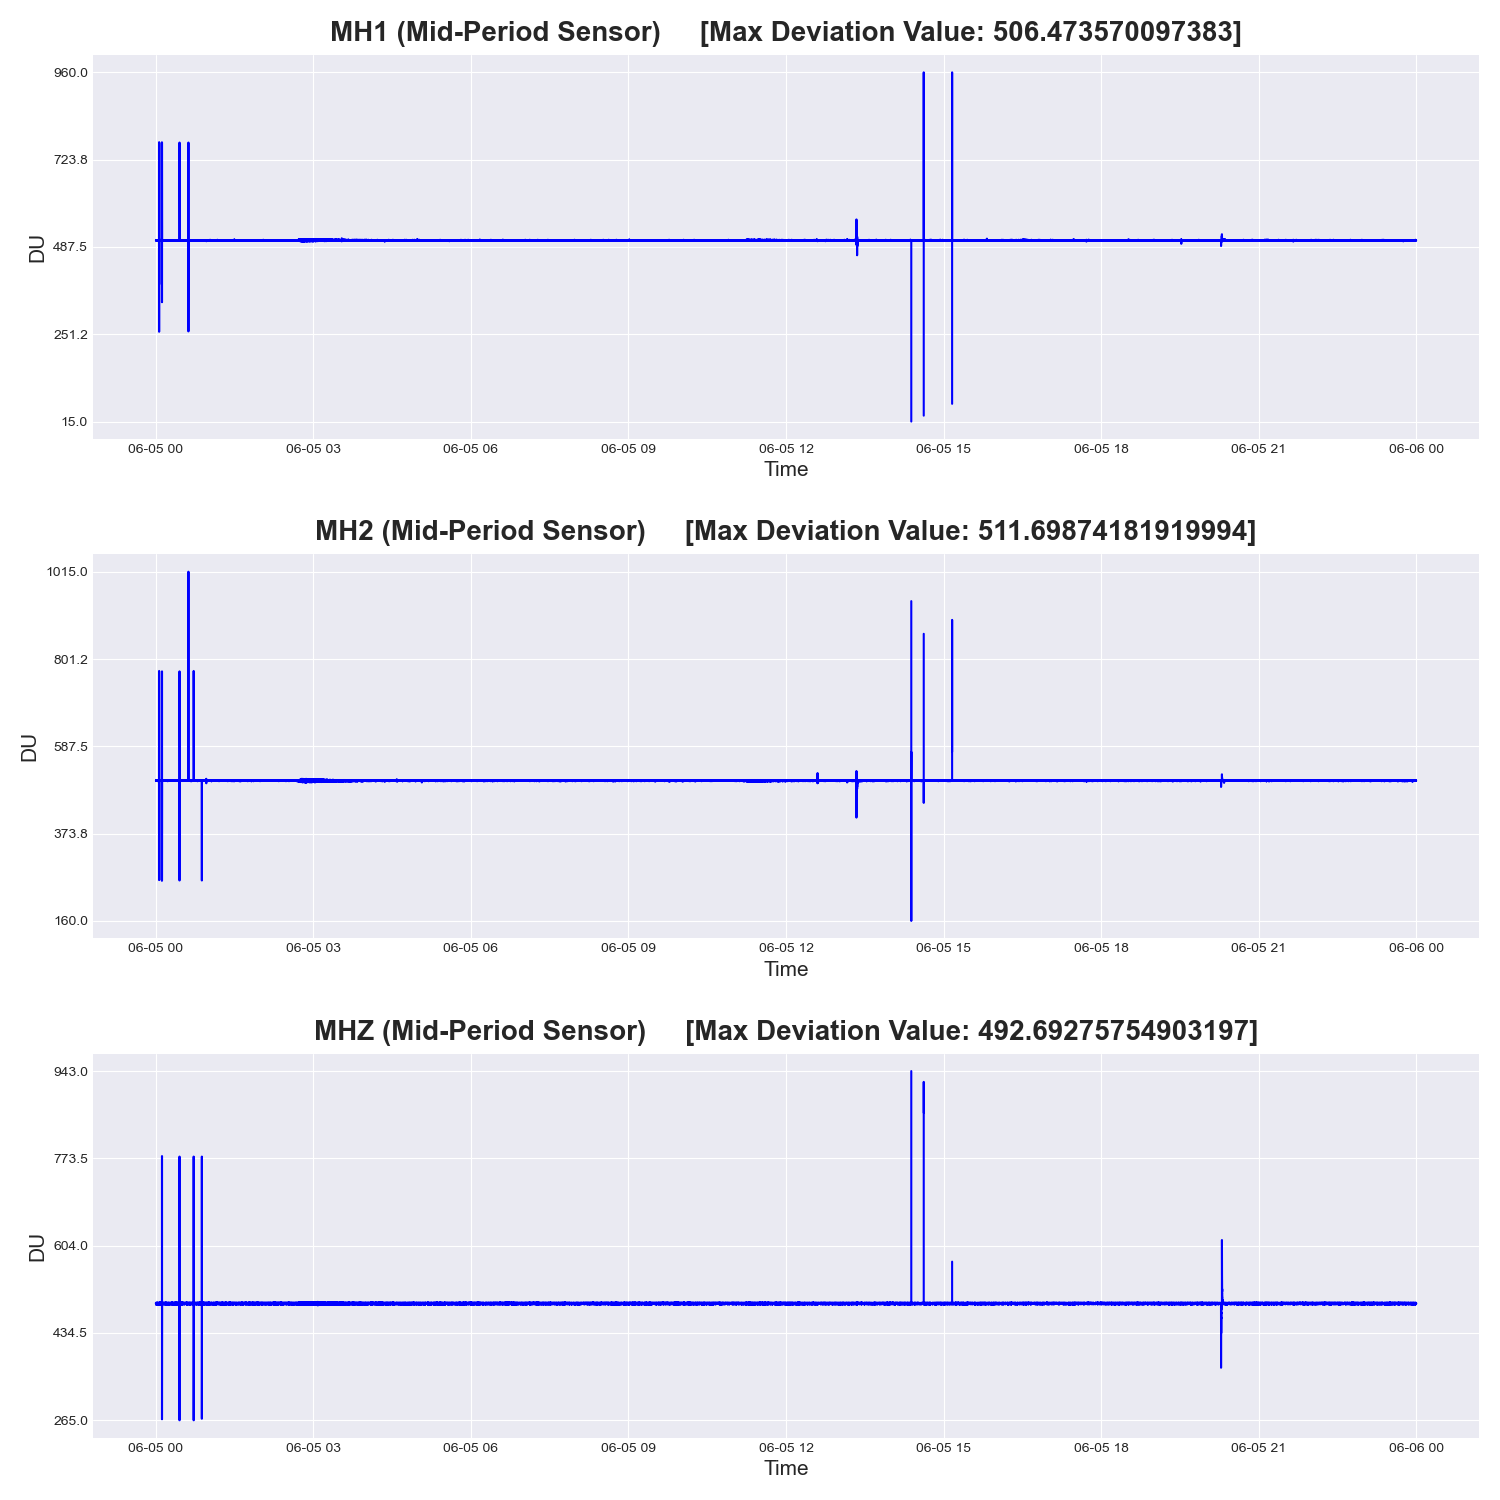 MH1 (Mid-Period Sensor) [Max Deviation Value: 506.473570097383]
960.0
723.8
487.5
251.2
15.0
DU
06-05 00 06-05 03 06-05 06 06-05 09 06-05 12 06-05 15 06-05 18 06-05 21 06-06 00
Time
MH2 (Mid-Period Sensor) [Max Deviation Value: 511.69874181919994]
1015.0
801.2
587.5
373.8
160.0
DU
06-05 00 06-05 03 06-05 06 06-05 09 06-05 12 06-05 15 06-05 18 06-05 21 06-06 00
Time
MHZ (Mid-Period Sensor) [Max Deviation Value: 492.69275754903197]
943.0
773.5
604.0
434.5
265.0
DU
06-05 00 06-05 03 06-05 06 06-05 09 06-05 12 06-05 15 06-05 18 06-05 21 06-06 00
Time